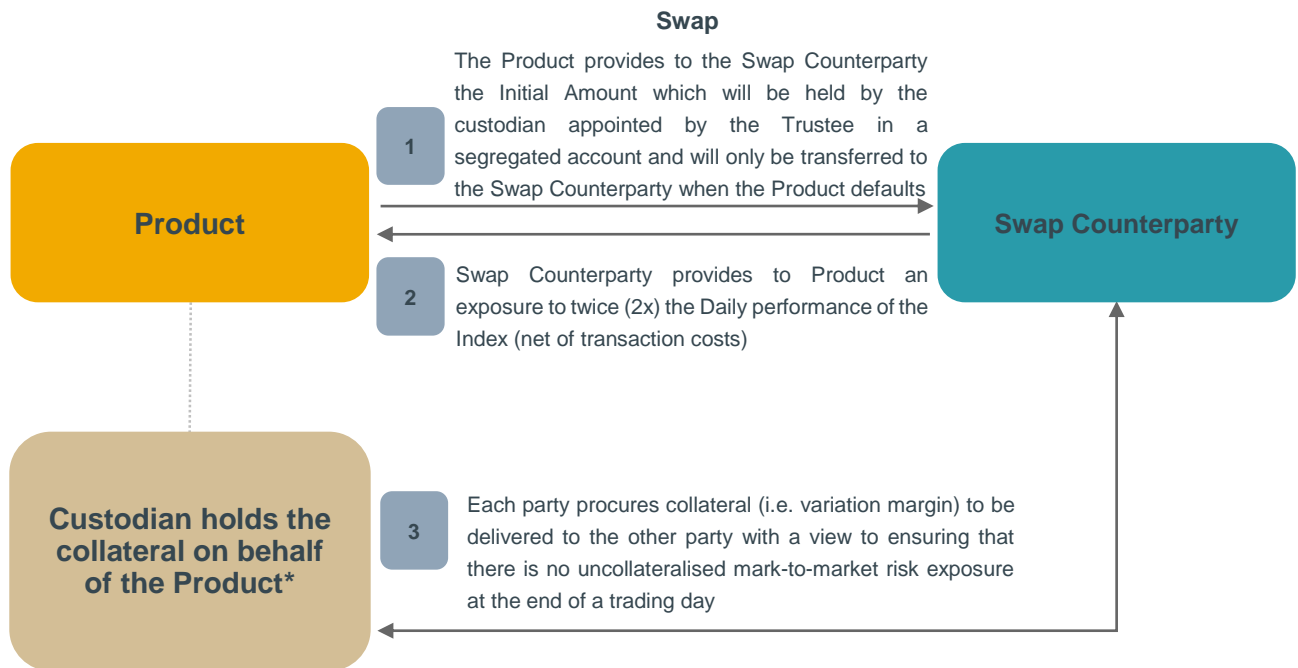 Swap
The Product provides to the Swap Counterparty
the Initial Amount which will be held by the
custodian appointed by the Trustee in a
segregated account and will only be transferred to
the Swap Counterparty when the Product defaults
1
Product
Swap Counterparty
2
Swap Counterparty provides to Product an
exposure to twice (2x) the Daily performance of the
Index (net of transaction costs)
Custodian holds the
collateral on behalf
of the Product*
3
Each party procures collateral (i.e. variation margin) to be
delivered to the other party with a view to ensuring that
there is no uncollateralised mark-to-market risk exposure
at the end of a trading day